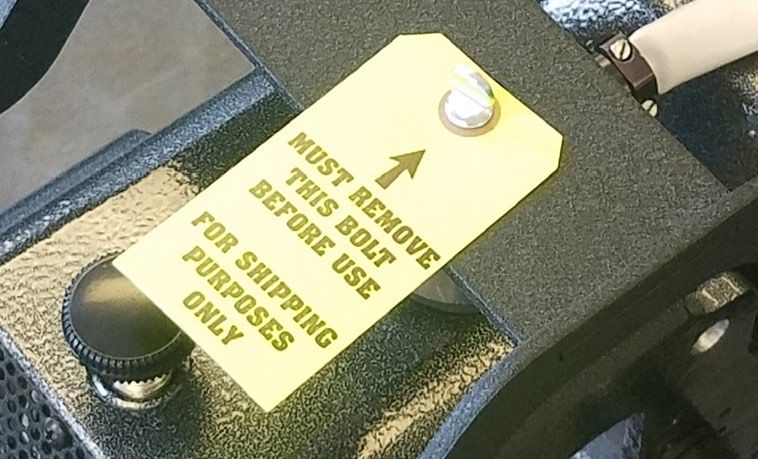 MUST REMOVE
THIS BOLT
BEFORE USE
FOR SHIPPING
PURPOSES
ONLY